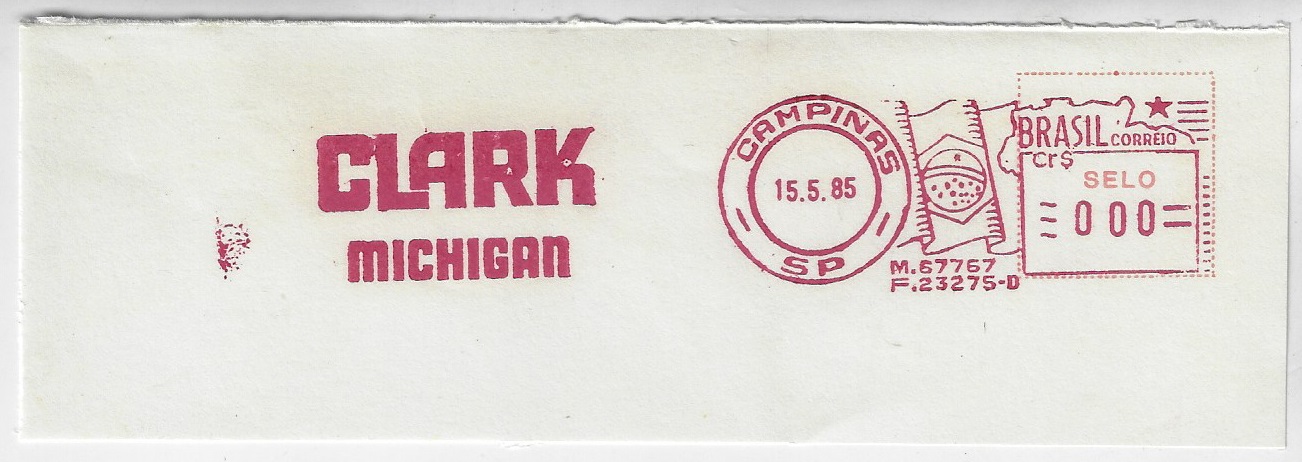 CLARK
MICHIGAN
CAMPINAS
15.5.85
SP
M.67767
F.23275-D
BRASIL CORREIO
Cr$
SELO
000